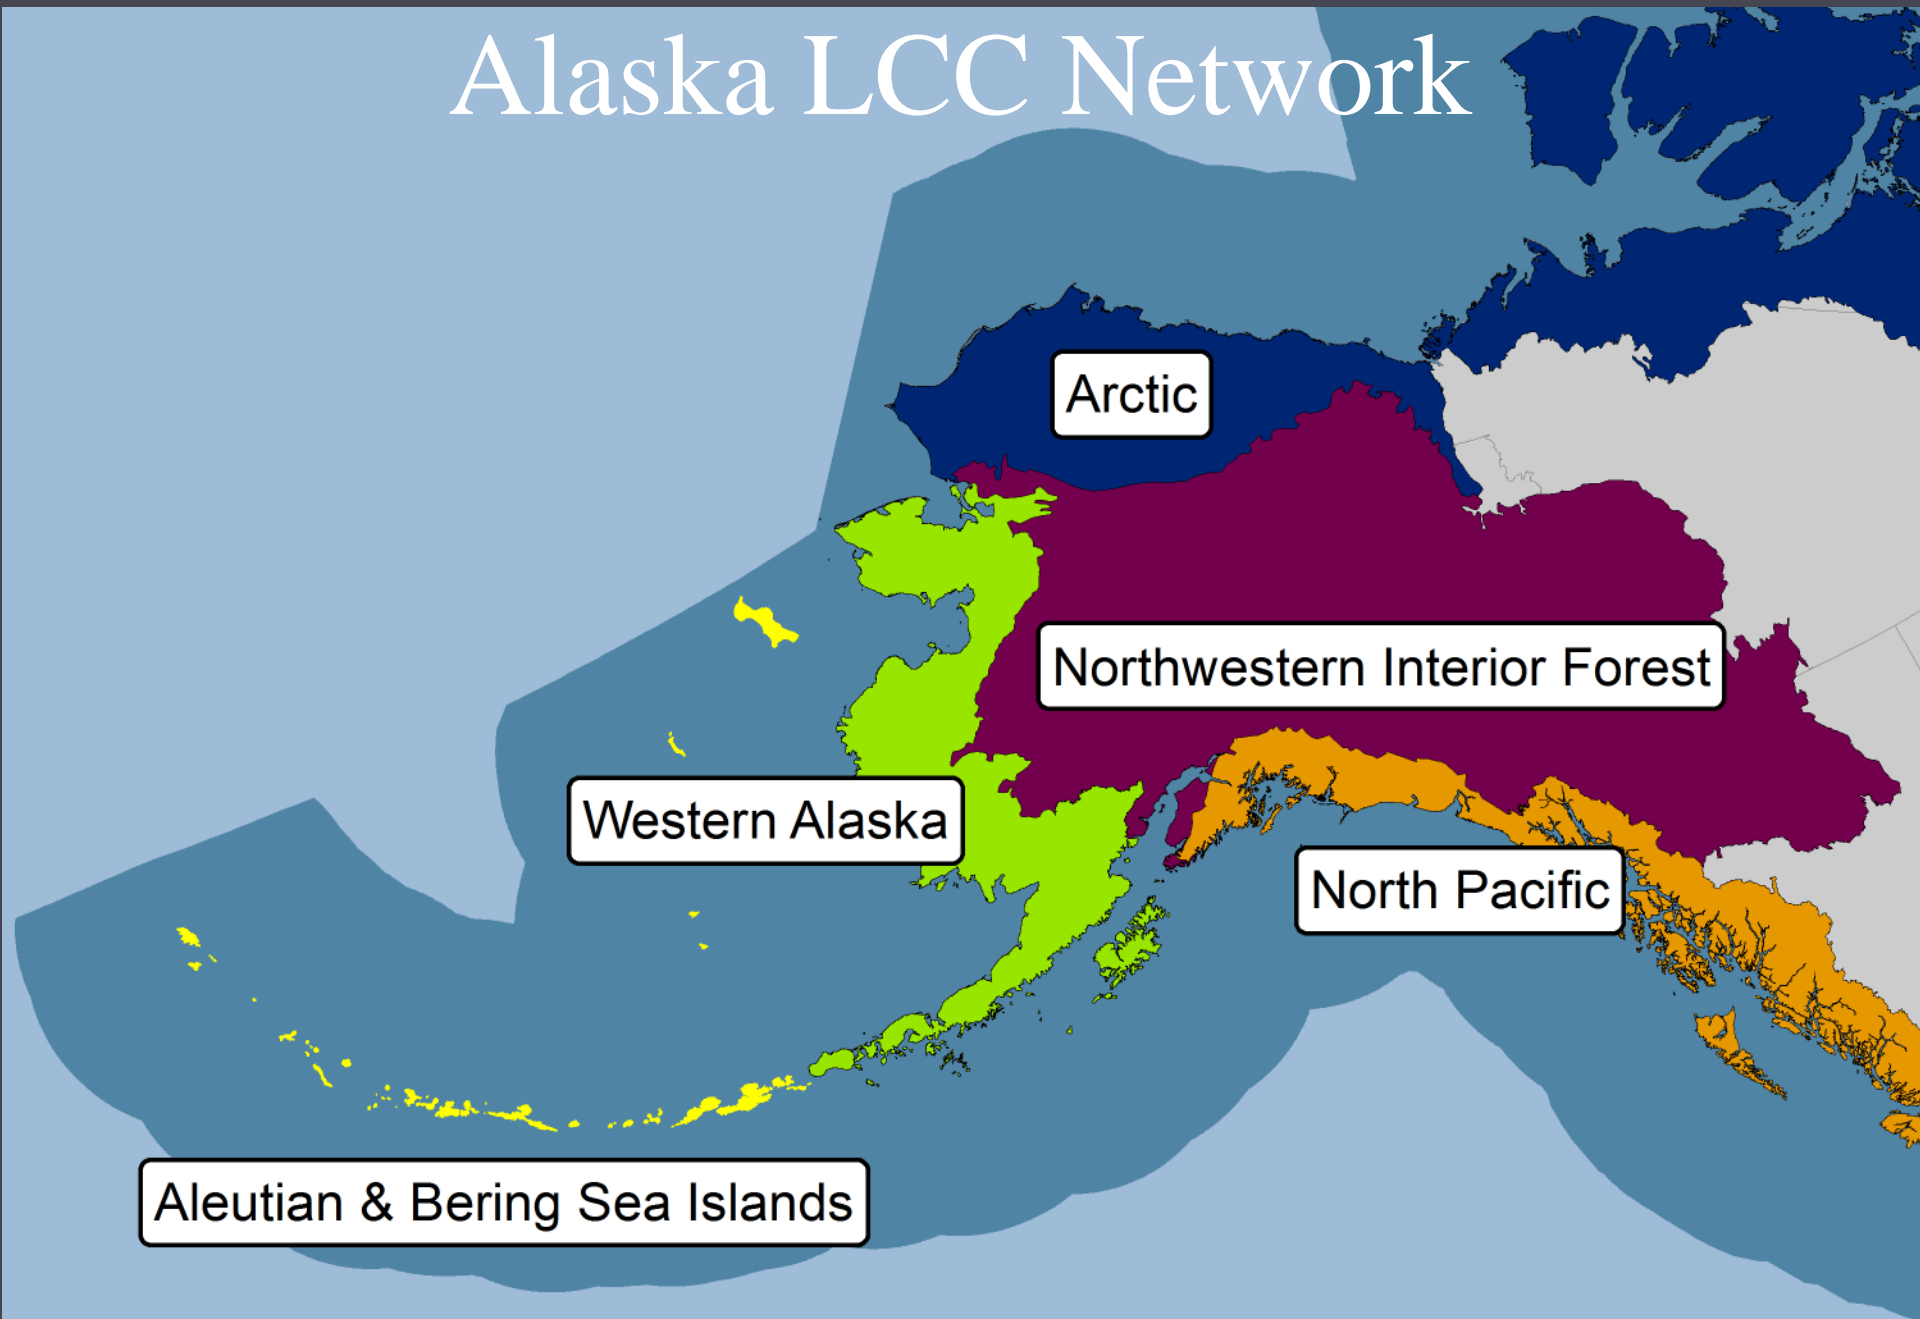 Alaska LCC Network
Arctic
Northwestern Interior Forest
Western Alaska
North Pacific
Aleutian & Bering Sea Islands